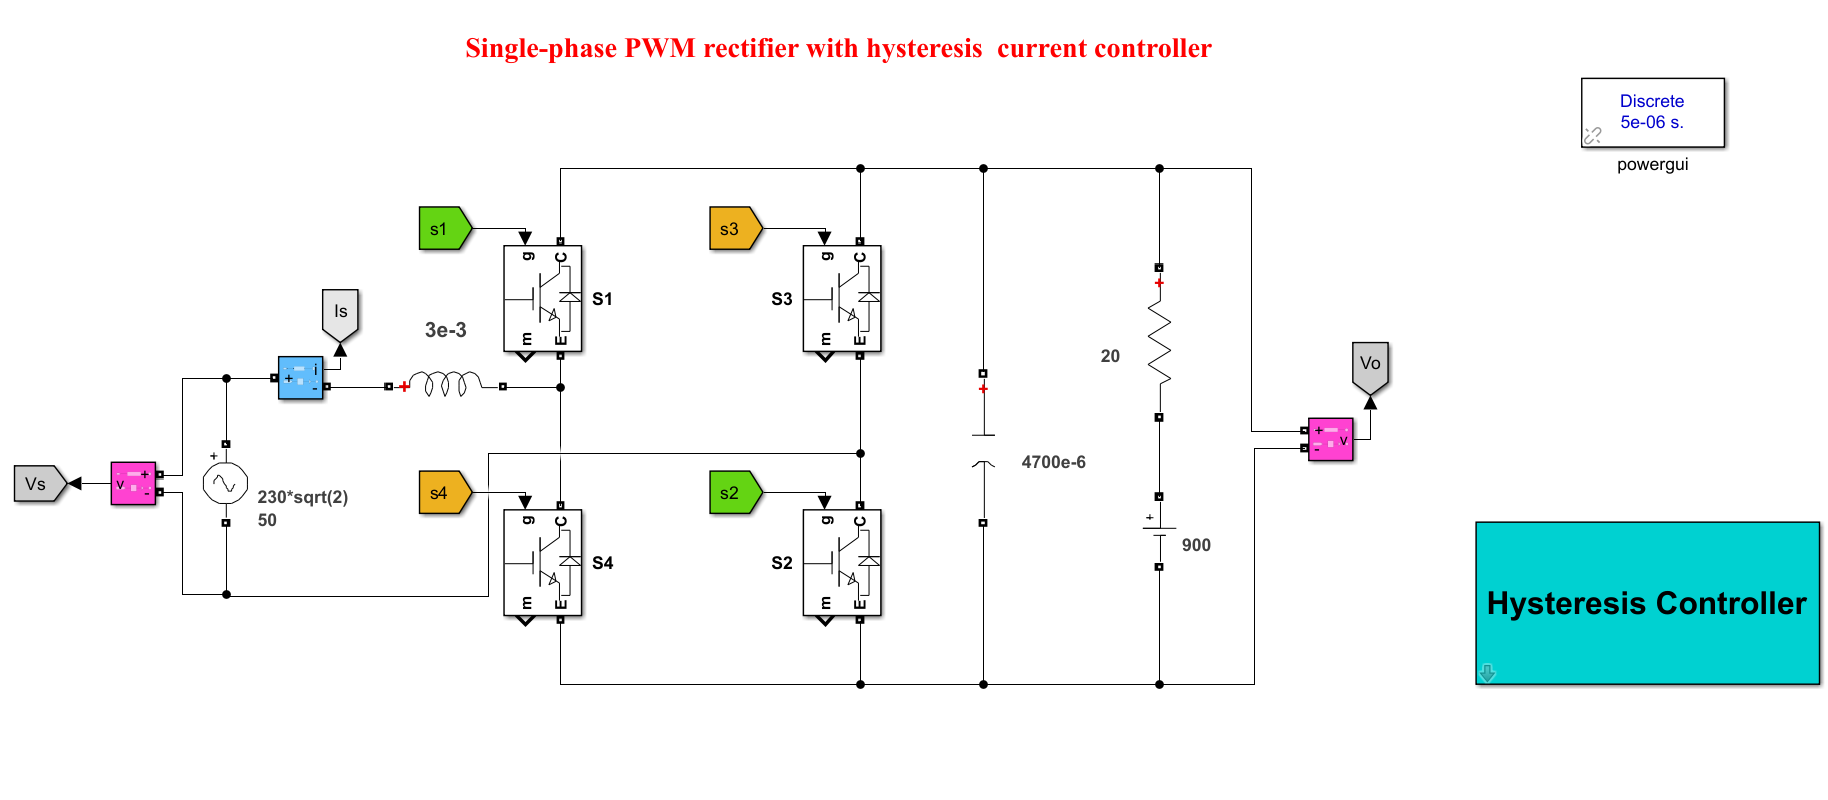 Single-phase PWM rectifier with hysteresis  current controller
Discrete
5e-06 s.
powergui
s1
s3
g
C
m
E
S1
g
C
m
E
S3
Is
3e-3
i
+
-
+
+
20
Vo
+
-
v
Vs
v
+
-
+
230*sqrt(2)
50
s4
s2
+
4700e-6
g
C
m
E
S4
g
C
m
E
S2
+
900
Hysteresis Controller